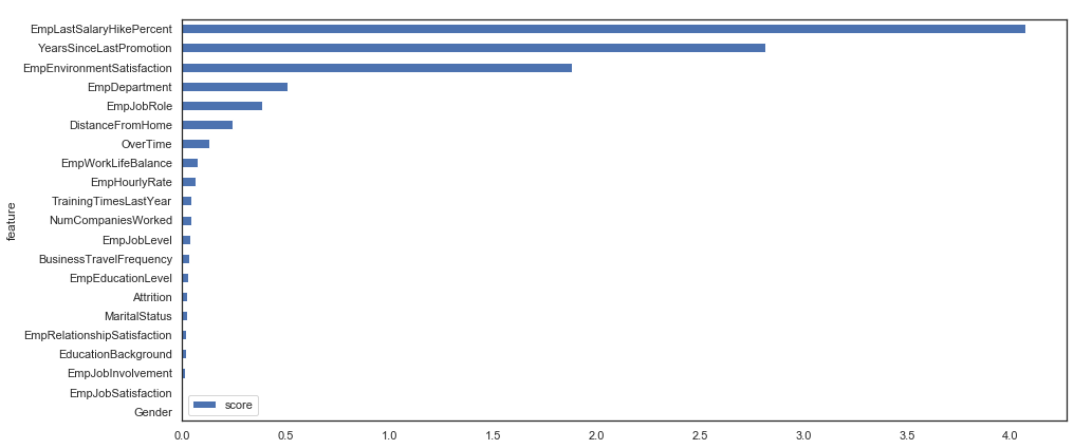 EmpLastSalaryHikePercent
YearsSinceLastPromotion
EmpEnvironmentSatisfaction
EmpDepartment
EmpJobRole
DistanceFromHome
OverTime
EmpWorkLifeBalance
EmpHourlyRate
TrainingTimesLastYear
NumCompaniesWorked
EmpJobLevel
BusinessTravelFrequency
EmpEducationLevel
Attrition
MaritalStatus
EmpRelationshipSatisfaction
EducationBackground
EmpJobInvolvement
EmpJobSatisfaction
Gender
feature
score
0.0 0.5 1.0 1.5 2.0 2.5 3.0 3.5 4.0